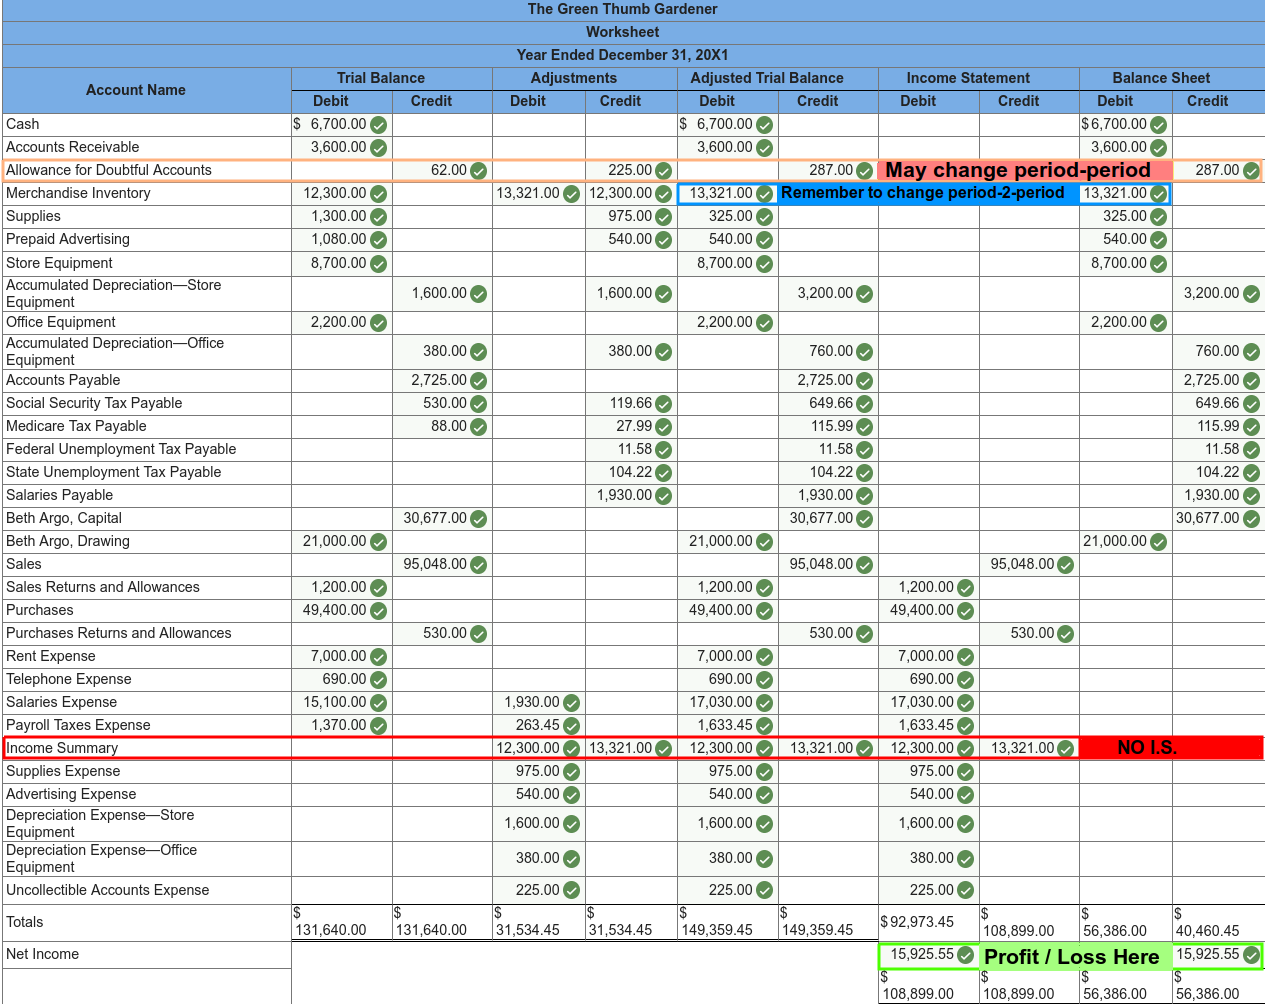 The Green Thumb Gardener
Worksheet
Year Ended December 31, 20X1
Account Name Trial Balance Adjustments Adjusted Trial Balance Income Statement Balance Sheet
Debit Credit Debit Credit Debit Credit Debit Credit Debit Credit
Cash $ 6,700.00 $ 6,700.00 $6,700.00
Accounts Receivable 3,600.00 3,600.00 3,600.00
Allowance for Doubtful Accounts 62.00 225.00 287.00 May change period-period 287.00
Merchandise Inventory 12,300.00 13,321.00 12,300.00 13,321.00 Remember to change period-2-period 13,321.00
Supplies 1,300.00 975.00 325.00 325.00
Prepaid Advertising 1,080.00 540.00 540.00 540.00
Store Equipment 8,700.00 8,700.00 8,700.00
Accumulated Depreciation—Store
Equipment 1,600.00 1,600.00 3,200.00 3,200.00
Office Equipment 2,200.00 2,200.00 2,200.00
Accumulated Depreciation—Office
Equipment 380.00 380.00 760.00 760.00
Accounts Payable 2,725.00 2,725.00 2,725.00
Social Security Tax Payable 530.00 119.66 649.66 649.66
Medicare Tax Payable 88.00 27.99 115.99 115.99
Federal Unemployment Tax Payable 11.58 11.58 11.58
State Unemployment Tax Payable 104.22 104.22 104.22
Salaries Payable 1,930.00 1,930.00 1,930.00
Beth Argo, Capital 30,677.00 30,677.00 30,677.00
Beth Argo, Drawing 21,000.00 21,000.00 21,000.00
Sales 95,048.00 95,048.00 95,048.00
Sales Returns and Allowances 1,200.00 1,200.00 1,200.00
Purchases 49,400.00 49,400.00 49,400.00
Purchases Returns and Allowances 530.00 530.00 530.00
Rent Expense 7,000.00 7,000.00 7,000.00
Telephone Expense 690.00 690.00 690.00
Salaries Expense 15,100.00 1,930.00 17,030.00 17,030.00
Payroll Taxes Expense 1,370.00 263.45 1,633.45 1,633.45
Income Summary 12,300.00 13,321.00 12,300.00 13,321.00 12,300.00 13,321.00 NO I.S.
Supplies Expense 975.00 975.00 975.00
Advertising Expense 540.00 540.00 540.00
Depreciation Expense—Store
Equipment 1,600.00 1,600.00 1,600.00
Depreciation Expense—Office
Equipment 380.00 380.00 380.00
Uncollectible Accounts Expense 225.00 225.00 225.00
Totals $ 131,640.00 $ 131,640.00 $ 31,534.45 $ 31,534.45 $ 149,359.45 $ 149,359.45 $92,973.45 $ 108,899.00 $ 56,386.00 $ 40,460.45
Net Income 15,925.55 Profit / Loss Here 15,925.55
$ 108,899.00 $ 108,899.00 $ 56,386.00 $ 56,386.00